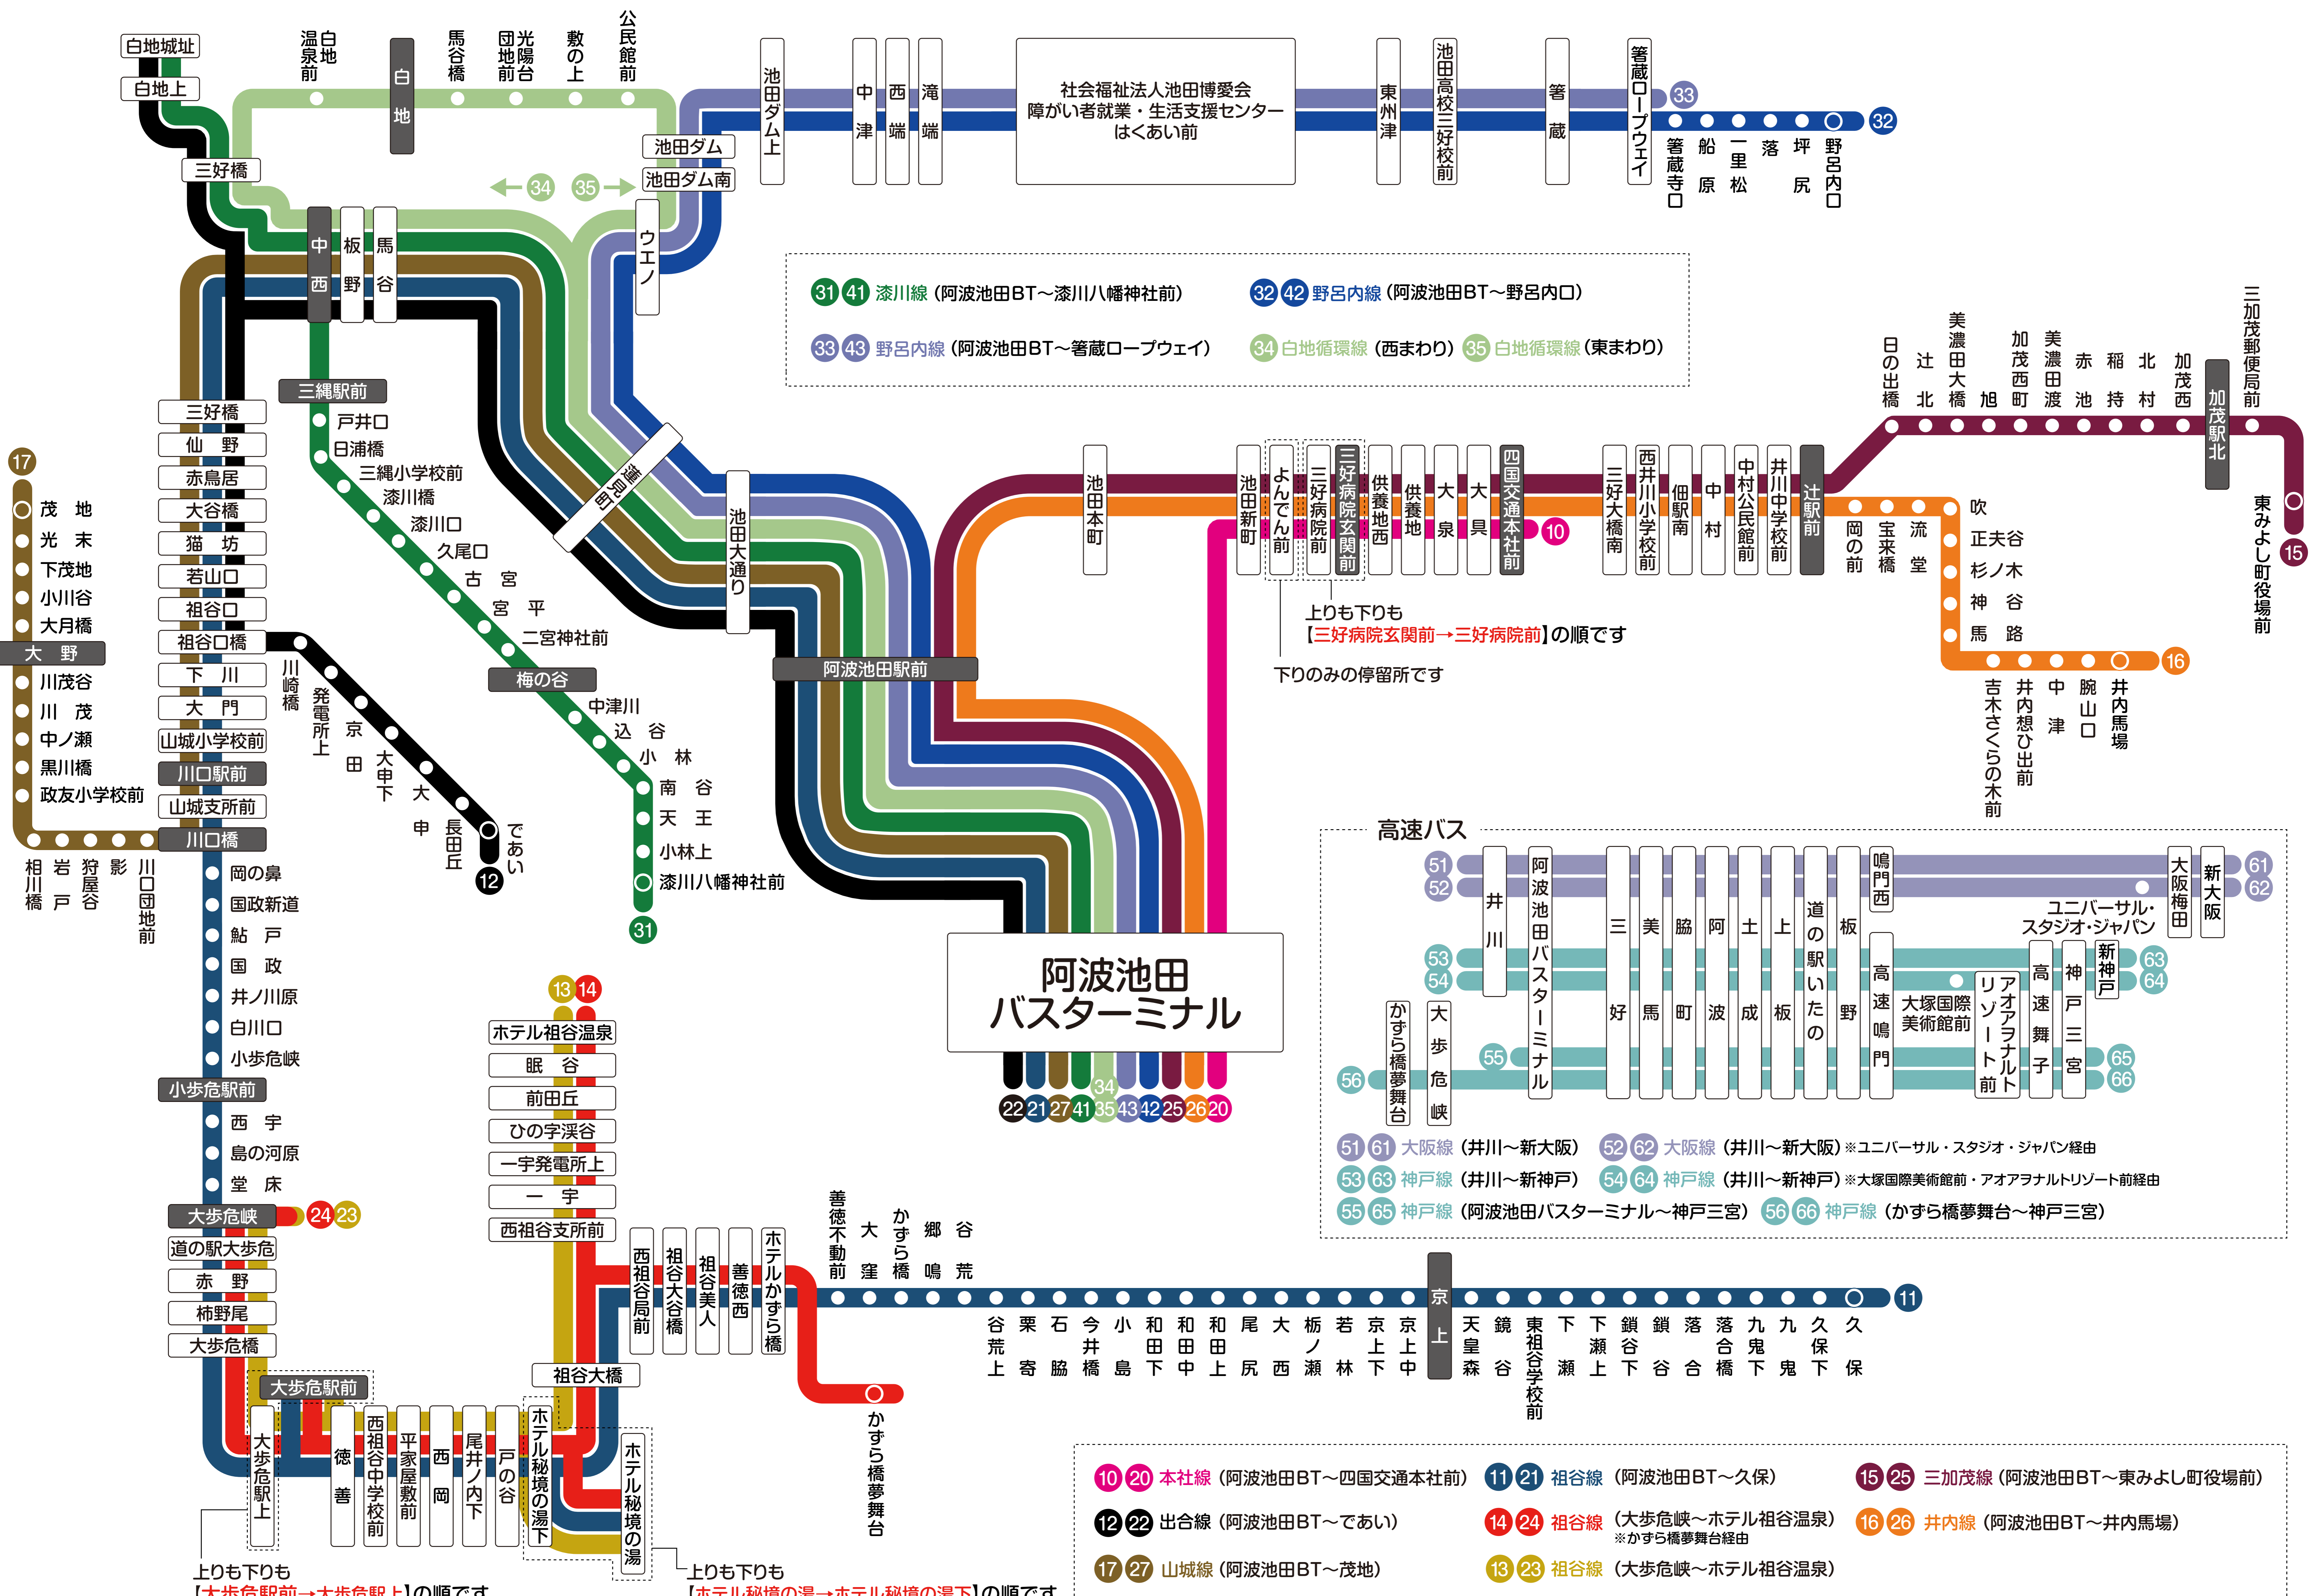 白地城址
白地上
三好橋
白地温泉前
白地
馬谷橋
光陽台団地前
敷の上
公民館前
池田ダム
池田ダム南
ウエノ
34
35
池田ダム上
中津
西端
滝端
社会福祉法人池田博愛会
障がい者就業・生活支援センター
はくあい前
東州津
池田高校三好校前
箸蔵
箸蔵ロープウェイ
33
箸蔵寺口
船原
一里松
落
坪尻
野呂内口
32
中西
板野
馬谷
31 41 漆川線 (阿波池田BT〜漆川八幡神社前)
32 42 野呂内線 (阿波池田BT〜野呂内口)
33 43 野呂内線 (阿波池田BT〜箸蔵ロープウェイ)
34 白地循環線 (西まわり) 35 白地循環線 (東まわり)
三縄駅前
戸井口
日浦橋
三縄小学校前
漆川橋
漆川口
久尾口
古宮
宮平
二宮神社前
梅の谷
中津川
込谷
小林
南谷
天王
小林上
漆川八幡神社前
31
三好橋
仙野
赤鳥居
大谷橋
猫坊
若山口
祖谷口
祖谷口橋
下川
大門
山城小学校前
川口駅前
山城支所前
川口橋
17
茂地
光末
下茂地
小川谷
大月橋
大野
川茂谷
川茂
中ノ瀬
黒川橋
政友小学校前
相川橋
岩戸
狩屋谷
影
川口団地前
川崎橋
発電所上
京田
大申下
大申
長田丘
であい
12
岡の鼻
国政新道
鮎戸
国政
井ノ川原
白川口
小歩危峡
小歩危駅前
西宇
島の河原
堂床
大歩危峡
24 23
道の駅大歩危
赤野
柿野尾
大歩危橋
大歩危駅前
大歩危駅上
徳善
西祖谷中学校前
平家屋敷前
西岡
尾井ノ内下
戸の谷
ホテル秘境の湯下
ホテル秘境の湯
上りも下りも
【大歩危駅前→大歩危駅上】の順です
上りも下りも
【ホテル秘境の湯→ホテル秘境の湯下】の順です
13 14
ホテル祖谷温泉
眠谷
前田丘
ひの字渓谷
一宇発電所上
一宇
西祖谷支所前
祖谷大橋
西祖谷局前
祖谷大谷橋
祖谷美人
善徳西
ホテルかずら橋
かずら橋夢舞台
善徳不動前
大窪
かずら橋
郷鳴
谷荒
谷荒上
栗寄
石脇
今井橋
小島
和田下
和田中
和田上
尾尻
大西
栃ノ瀬
若林
京上下
京上中
京上
天皇森
鏡谷
東祖谷学校前
下瀬
下瀬上
鎖谷下
鎖谷
落合
落合橋
九鬼下
九鬼
久保下
久保
11
蓮見町
池田大通り
阿波池田駅前
阿波池田
バスターミナル
22 21 27 41 34 35 43 42 25 26 20
池田本町
池田新町
よんでん前
三好病院前
三好病院玄関前
供養地西
供養地
大泉
大具
四国交通本社前
10
上りも下りも
【三好病院玄関前→三好病院前】の順です
下りのみの停留所です
三好大橋南
西井川小学校前
佃駅南
中村
中村公民館前
井川中学校前
辻駅前
日の出橋
辻北
美濃田大橋
旭
加茂西町
美濃田渡
赤池
稲持
北村
加茂西
加茂駅北
三加茂郵便局前
東みよし町役場前
15
岡の前
宝来橋
流堂
吹
正夫谷
杉ノ木
神谷
馬路
吉木さくらの木前
井内想ひ出前
中津
腕山口
井内馬場
16
高速バス
51
52
53
54
55
56
井川
阿波池田バスターミナル
かずら橋夢舞台
大歩危峡
三好
美馬
脇町
阿波
土成
上板
道の駅いたの
板野
鳴門西
高速鳴門
大塚国際
美術館前
アオアヲナルト
リゾート前
高速舞子
神戸三宮
新神戸
ユニバーサル・
スタジオ・ジャパン
大阪梅田
新大阪
61
62
63
64
65
66
51 61 大阪線 (井川〜新大阪)
52 62 大阪線 (井川〜新大阪) ※ユニバーサル・スタジオ・ジャパン経由
53 63 神戸線 (井川〜新神戸)
54 64 神戸線 (井川〜新神戸) ※大塚国際美術館前・アオアヲナルトリゾート前経由
55 65 神戸線 (阿波池田バスターミナル〜神戸三宮)
56 66 神戸線 (かずら橋夢舞台〜神戸三宮)
10 20 本社線 (阿波池田BT〜四国交通本社前)
11 21 祖谷線 (阿波池田BT〜久保)
15 25 三加茂線 (阿波池田BT〜東みよし町役場前)
12 22 出合線 (阿波池田BT〜であい)
14 24 祖谷線 (大歩危峡〜ホテル祖谷温泉)
※かずら橋夢舞台経由
16 26 井内線 (阿波池田BT〜井内馬場)
17 27 山城線 (阿波池田BT〜茂地)
13 23 祖谷線 (大歩危峡〜ホテル祖谷温泉)